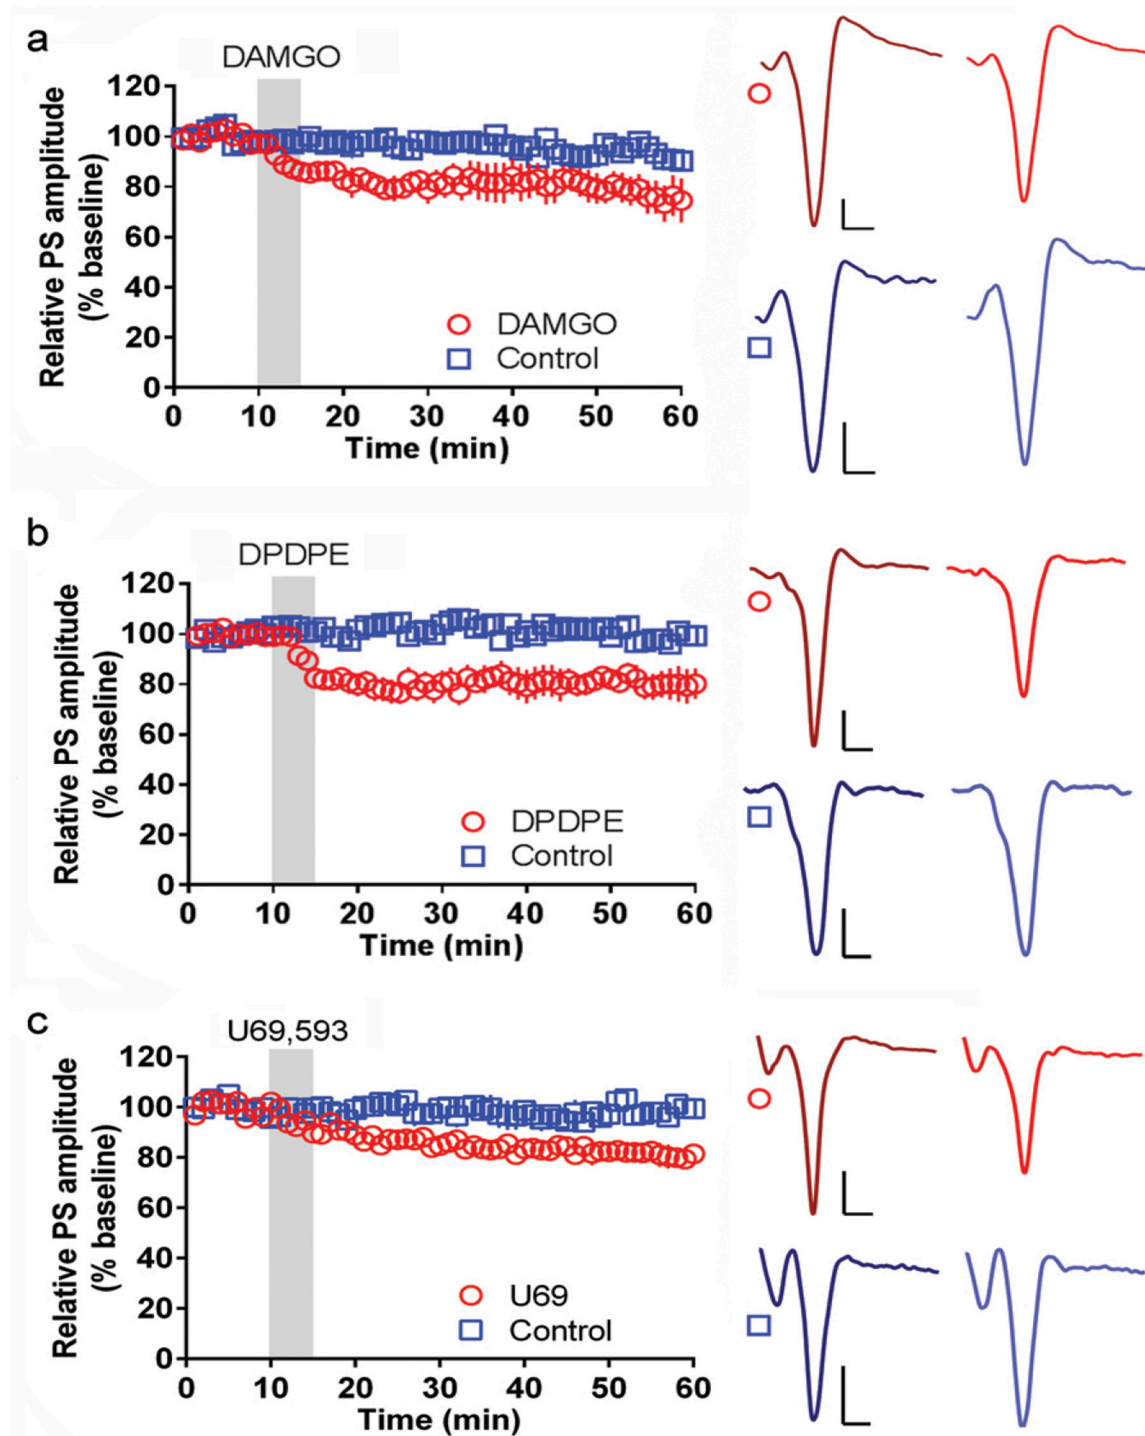 a
DAMGO
120
100
80
60
40
20
0
Relative PS amplitude
(% baseline)
DAMGO
Control
0 10 20 30 40 50 60
Time (min)
b
DPDPE
120
100
80
60
40
20
0
Relative PS amplitude
(% baseline)
DPDPE
Control
0 10 20 30 40 50 60
Time (min)
c
U69,593
120
100
80
60
40
20
0
Relative PS amplitude
(% baseline)
U69
Control
0 10 20 30 40 50 60
Time (min)